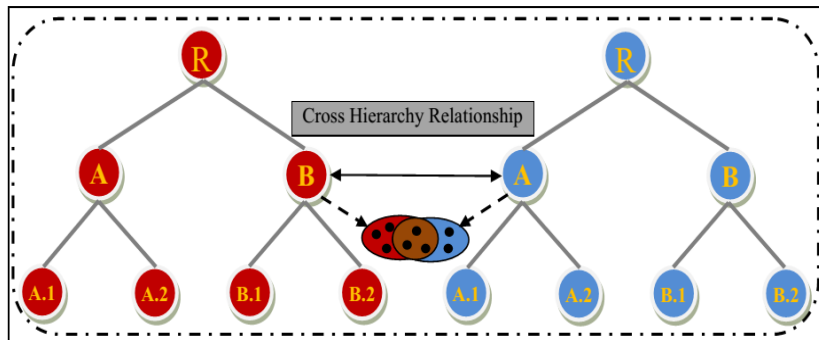 R R
Cross Hierarchy Relationship
A B A B
A.1 A.2 B.1 B.2 A.1 A.2 B.1 B.2